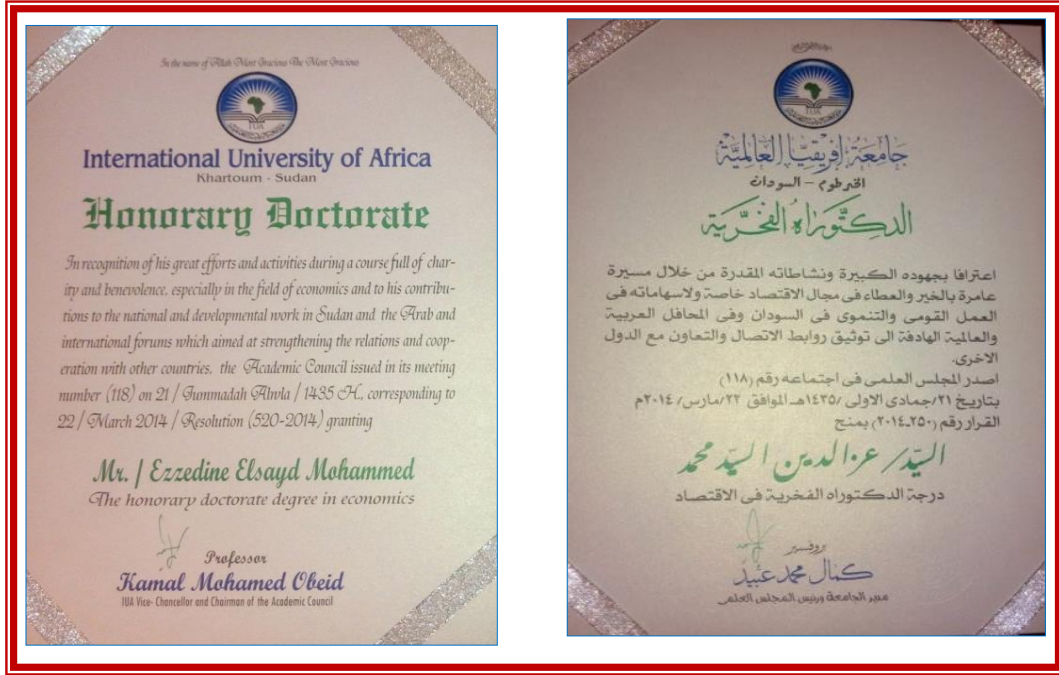 In the name of Allah Most Gracious The Most Gracious
IUA
International University of Africa
Khartoum - Sudan
Honorary Doctorate
In recognition of his great efforts and activities during a course full of char-
ity and benevolence, especially in the field of economics and to his contribu-
tions to the national and developmental work in Sudan and the Arab and
international forums which aimed at strengthening the relations and coop-
eration with other countries, the Academic Council issued in its meeting
number (118) on 21 / Gummadah Alwla / 1435 H., corresponding to
22 / March 2014 / Resolution (520-2014) granting
Mr. / Ezzedine Elsayd Mohammed
The honorary doctorate degree in economics
Professor
Kamal Mohamed Obeid
IUA Vice- Chancellor and Chairman of the Academic Council
IUA
جامعة إفريقيا العالمية
الخرطوم - السودان
الدكتوراه الفخرية
اعترافا بجهوده الكبيرة ونشاطاته المقدرة من خلال مسيرة
عامرة بالخير والعطاء فى مجال الاقتصاد خاصة ولاسهاماته فى
العمل القومى والتنموى فى السودان وفى المحافل العربية
والعالمية الهادفة الى توثيق روابط الاتصال والتعاون مع الدول
الاخرى.
اصدر المجلس العلمى فى اجتماعه رقم (١١٨)
بتاريخ ٢١/جمادى الاولى /١٤٣٥هـ الموافق ٢٢/مارس/ ٢٠١٤م
القرار رقم (٢٥٠-٢٠١٤) بمنح
السيد/ عزالدين السيد محمد
درجة الدكتوراه الفخرية فى الاقتصاد
بروفسير
كمال محمد عبيد
مدير الجامعة ورئيس المجلس العلمى